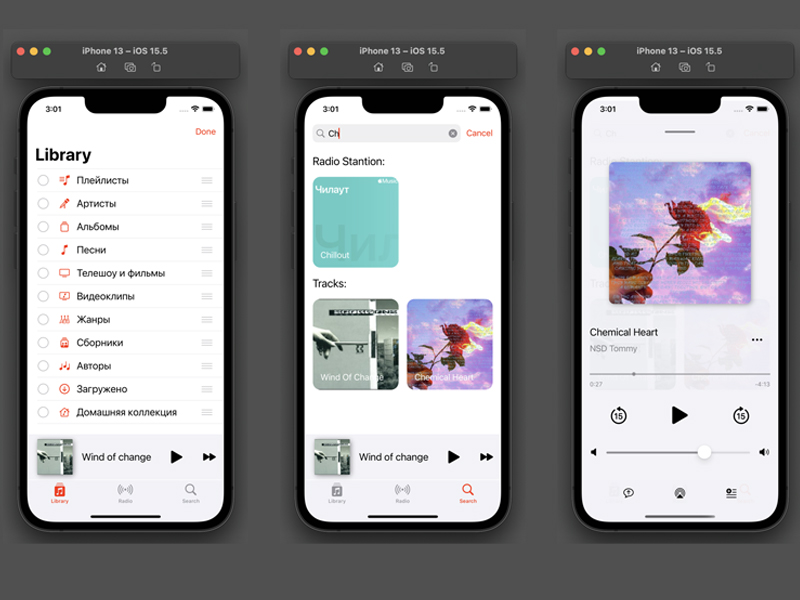 iPhone 13 – iOS 15.5
3:01
Done
Library
Плейлисты
Артисты
Альбомы
Песни
Телешоу и фильмы
Видеоклипы
Жанры
Сборники
Авторы
Загружено
Домашняя коллекция
Wind of change
Library
Radio
Search
iPhone 13 – iOS 15.5
3:01
Ch
Cancel
Radio Stantion:
Music
Чилаут
Чил
Chillout
Tracks:
Wind Of Change
Chemical Heart
Wind of change
Library
Radio
Search
iPhone 13 – iOS 15.5
3:01
Chemical Heart
NSD Tommy
0:27
-4:13
15
15